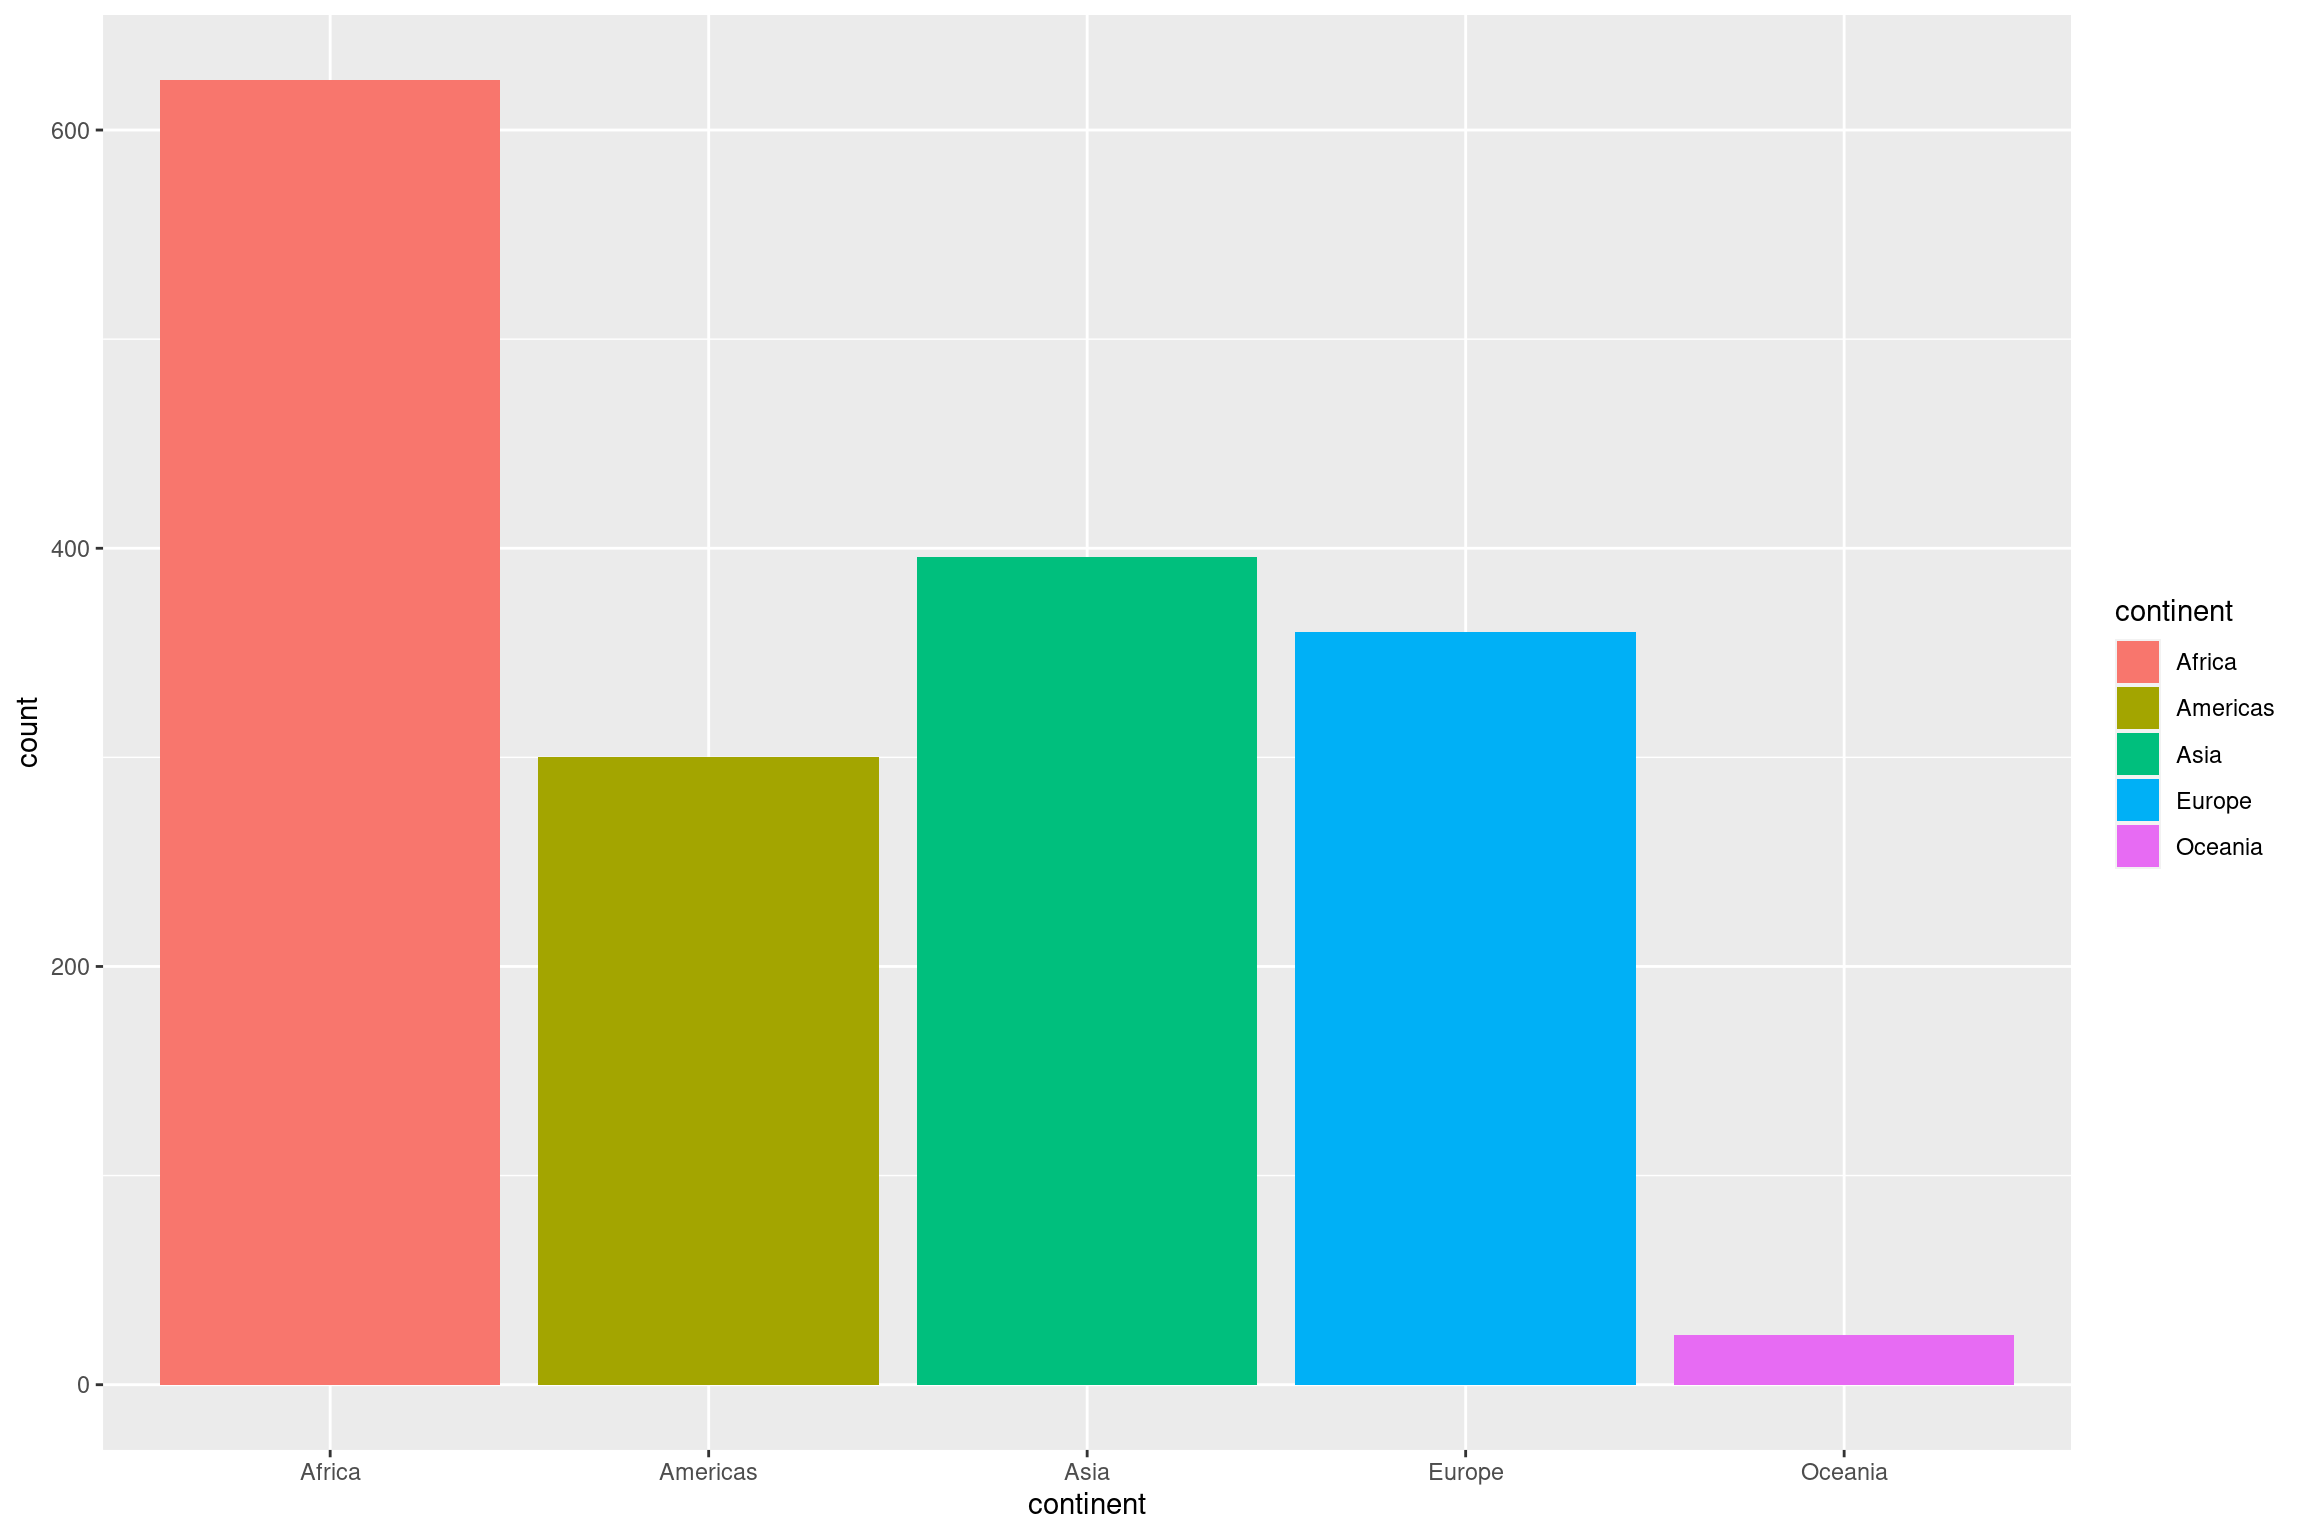 600
400
200
0
count
Africa
Americas
Asia
Europe
Oceania
continent
continent
Africa
Americas
Asia
Europe
Oceania